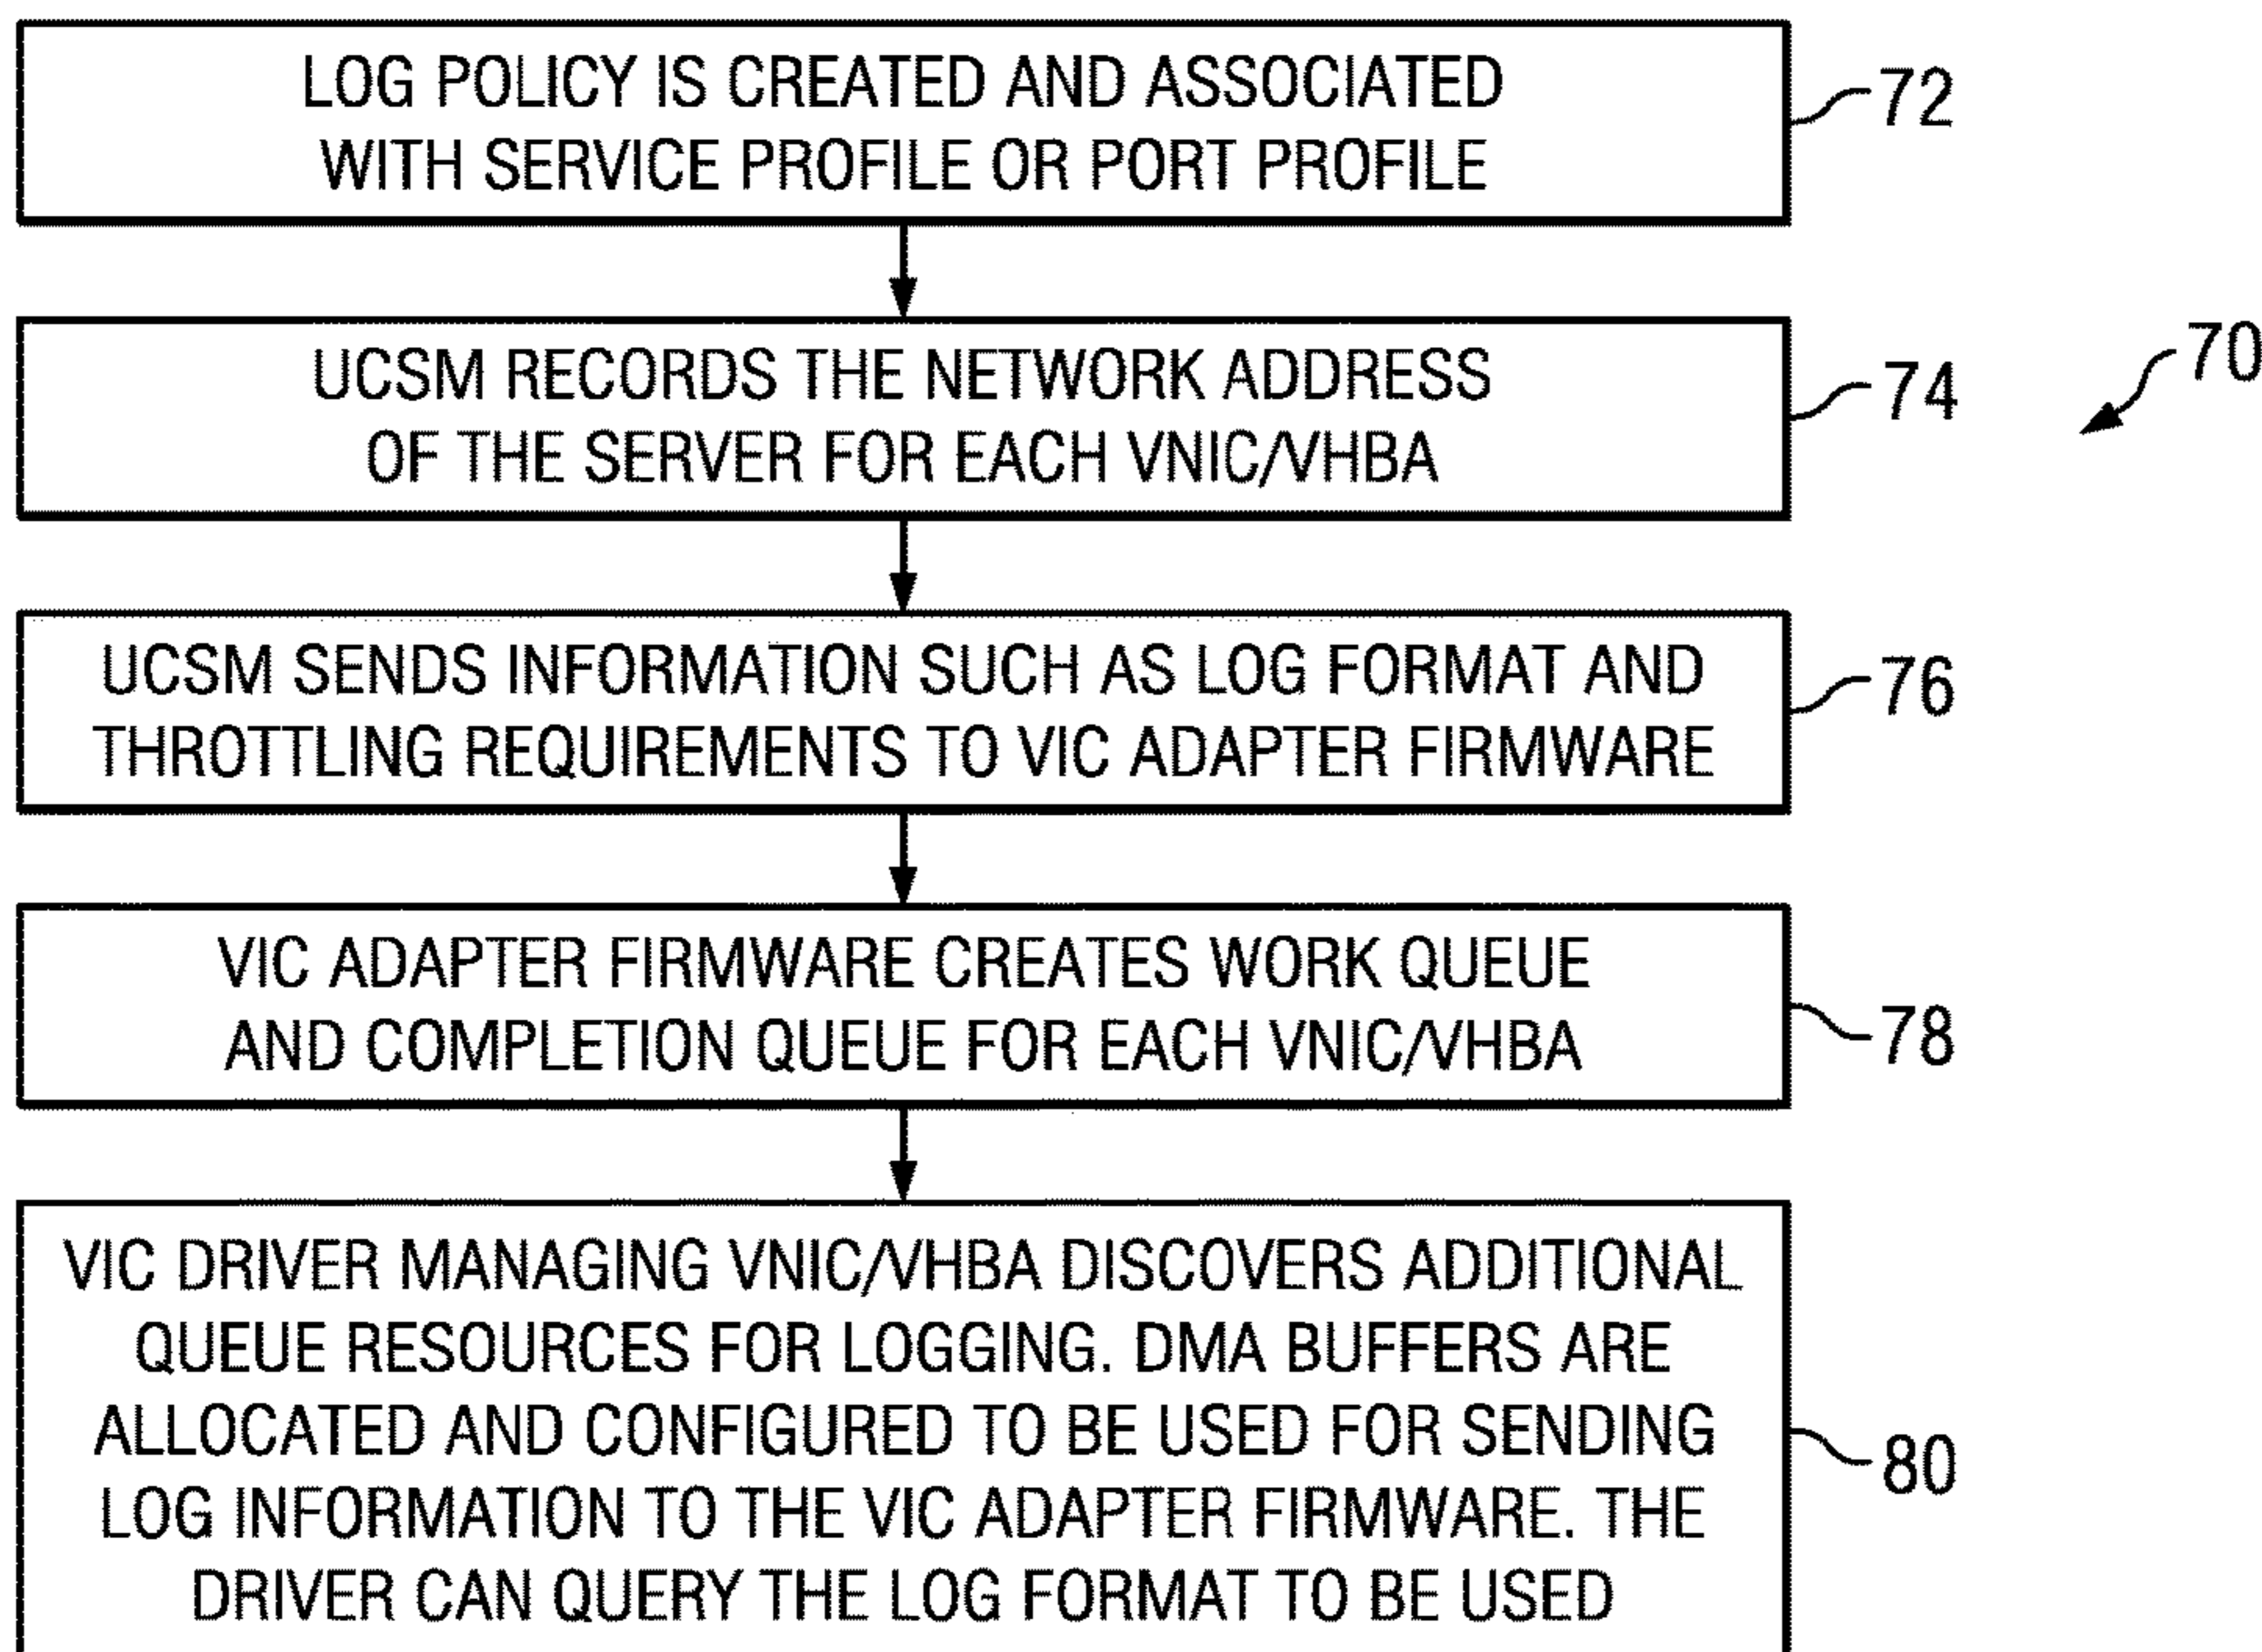 LOG POLICY IS CREATED AND ASSOCIATED
WITH SERVICE PROFILE OR PORT PROFILE
72
UCSM RECORDS THE NETWORK ADDRESS
OF THE SERVER FOR EACH VNIC/VHBA
74
70
UCSM SENDS INFORMATION SUCH AS LOG FORMAT AND
THROTTLING REQUIREMENTS TO VIC ADAPTER FIRMWARE
76
VIC ADAPTER FIRMWARE CREATES WORK QUEUE
AND COMPLETION QUEUE FOR EACH VNIC/VHBA
78
VIC DRIVER MANAGING VNIC/VHBA DISCOVERS ADDITIONAL
QUEUE RESOURCES FOR LOGGING. DMA BUFFERS ARE
ALLOCATED AND CONFIGURED TO BE USED FOR SENDING
LOG INFORMATION TO THE VIC ADAPTER FIRMWARE. THE
DRIVER CAN QUERY THE LOG FORMAT TO BE USED
80